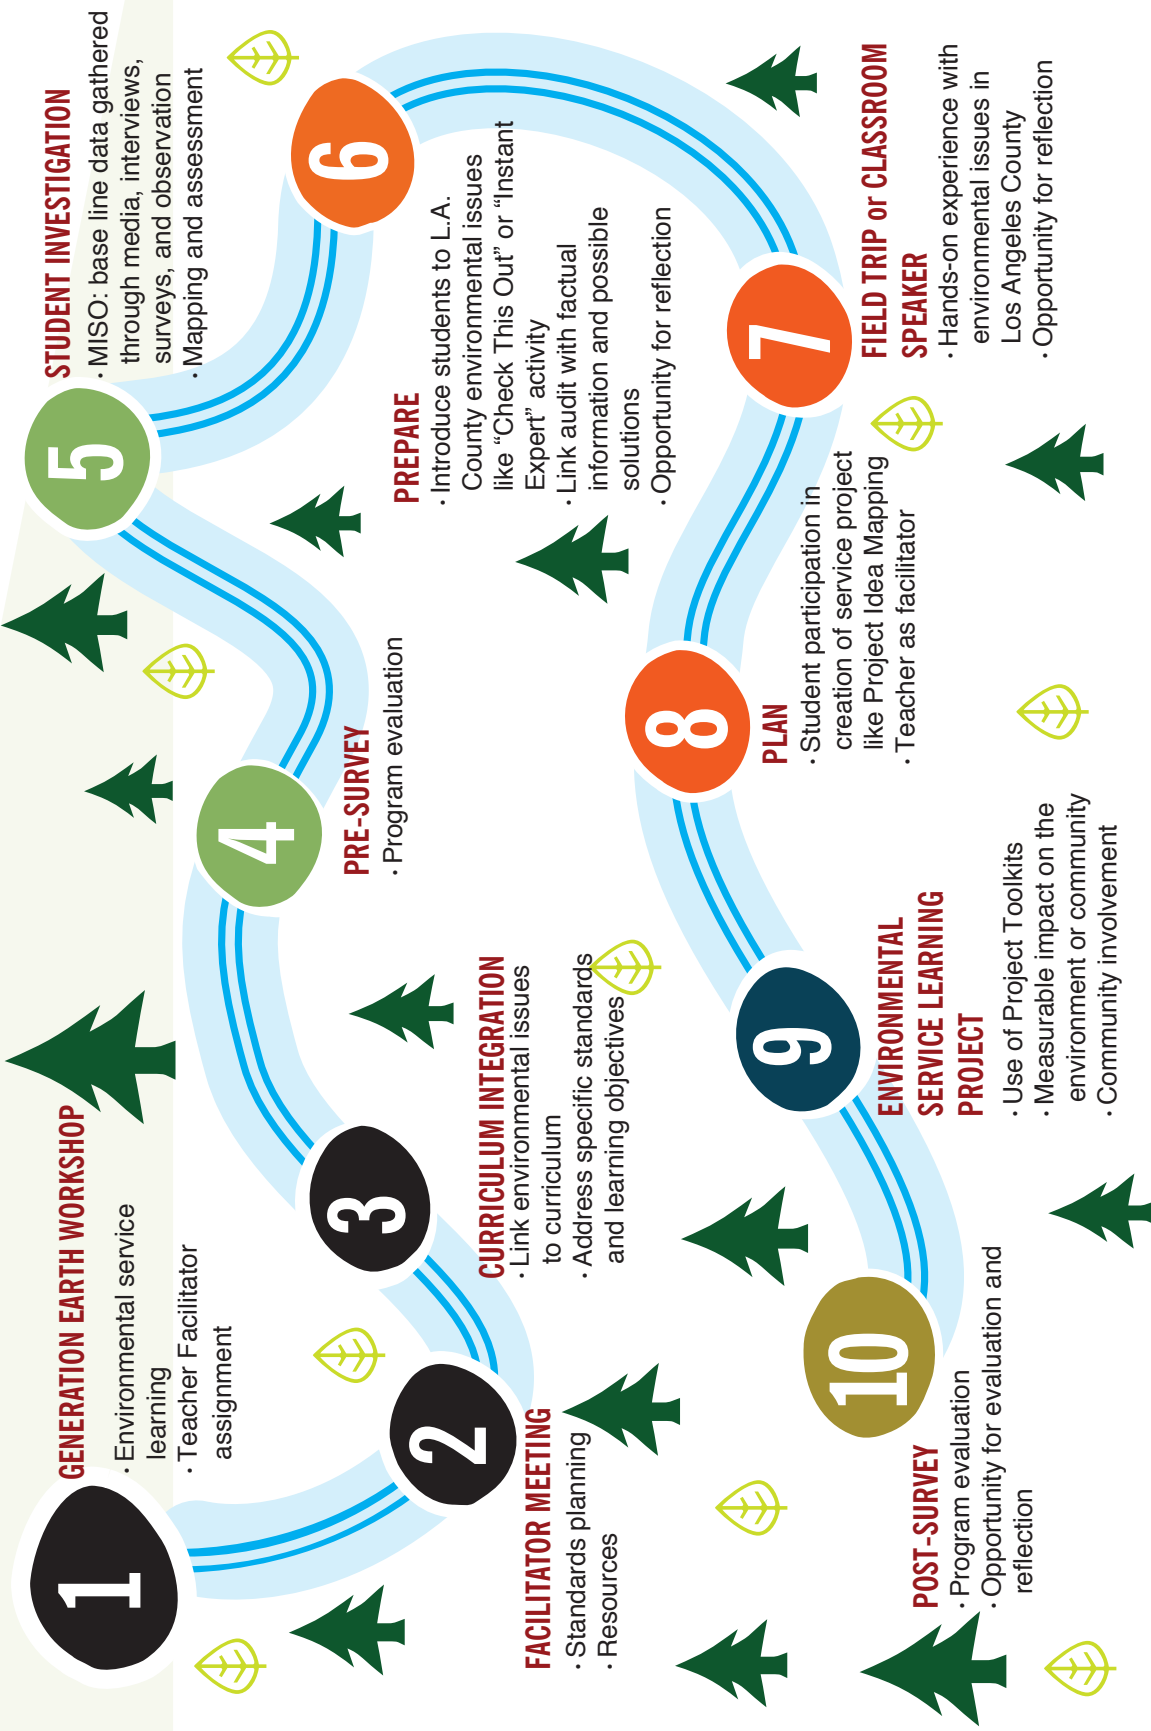 1
GENERATION EARTH WORKSHOP
· Environmental service
learning
· Teacher Facilitator
assignment
2
FACILITATOR MEETING
· Standards planning
· Resources
3
CURRICULUM INTEGRATION
· Link environmental issues
to curriculum
· Address specific standards
and learning objectives
4
PRE-SURVEY
· Program evaluation
5
STUDENT INVESTIGATION
· MISO: base line data gathered
through media, interviews,
surveys, and observation
· Mapping and assessment
6
PREPARE
· Introduce students to L.A.
County environmental issues
like “Check This Out” or “Instant
Expert” activity
· Link audit with factual
information and possible
solutions
· Opportunity for reflection
7
FIELD TRIP or CLASSROOM
SPEAKER
· Hands-on experience with
environmental issues in
Los Angeles County
· Opportunity for reflection
8
PLAN
· Student participation in
creation of service project
like Project Idea Mapping
· Teacher as facilitator
9
ENVIRONMENTAL
SERVICE LEARNING
PROJECT
· Use of Project Toolkits
· Measurable impact on the
environment or community
· Community involvement
10
POST-SURVEY
· Program evaluation
· Opportunity for evaluation and
reflection